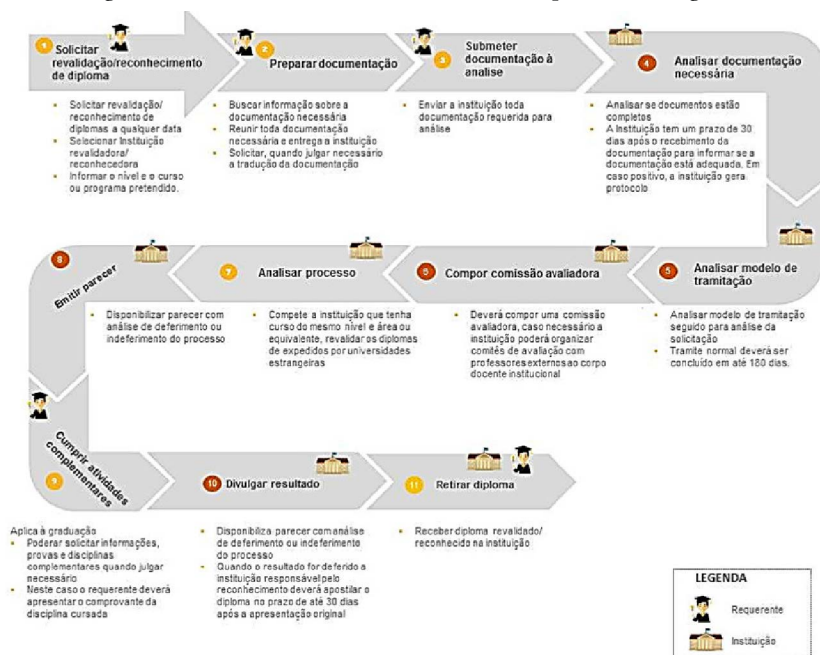 1 Solicitar
revalidação/reconhecimento
de diploma
▪ Solicitar revalidação/
reconhecimento de
diplomas a qualquer data
▪ Selecionar Instituição
revalidadora/
reconhecedora
▪ Informar o nível e o curso
ou programa pretendido.
2 Preparar documentação
▪ Buscar informação sobre a
documentação necessária
▪ Reunir toda documentação
necessária e entrega a instituição
▪ Solicitar, quando julgar necessário
a tradução da documentação
3 Submeter
documentação à
analise
▪ Enviar a instituição toda
documentação requerida para
análise
4 Analisar documentação
necessária
▪ Analisar se documentos estão
completos
▪ A Instituição tem um prazo de 30
dias após o recebimento da
documentação para informar se a
documentação está adequada. Em
caso positivo, a instituição gera
protocolo
5 Analisar modelo de
tramitação
▪ Analisar modelo de tramitação
seguido para análise da
solicitação
▪ Tramite normal deverá ser
concluído em até 180 dias.
6 Compor comissão avaliadora
▪ Deverá compor uma comissão
avaliadora, caso necessário a
instituição poderá organizar
comitês de avaliação com
professores externos ao corpo
docente institucional
7 Analisar processo
▪ Compete a instituição que tenha
curso do mesmo nível e área ou
equivalente, revalidar os diplomas
de expedidos por universidades
estrangeiras
8 Emitir parecer
▪ Disponibilizar parecer com
análise de deferimento ou
indeferimento do processo
9 Cumprir atividades
complementares
Aplica à graduação
▪ Poderar solicitar informações,
provas e disciplinas
complementares quando julgar
necessário
▪ Neste caso o requerente deverá
apresentar o comprovante da
disciplina cursada
10 Divulgar resultado
▪ Disponibiliza parecer com análise
de deferimento ou indeferimento
do processo
▪ Quando o resultado for deferido a
instituição responsável pelo
reconhecimento deverá apostilar o
diploma no prazo de até 30 dias
após a apresentação original
11 Retirar diploma
▪ Receber diploma revalidado/
reconhecido na instituição
LEGENDA
Requerente
Instituição